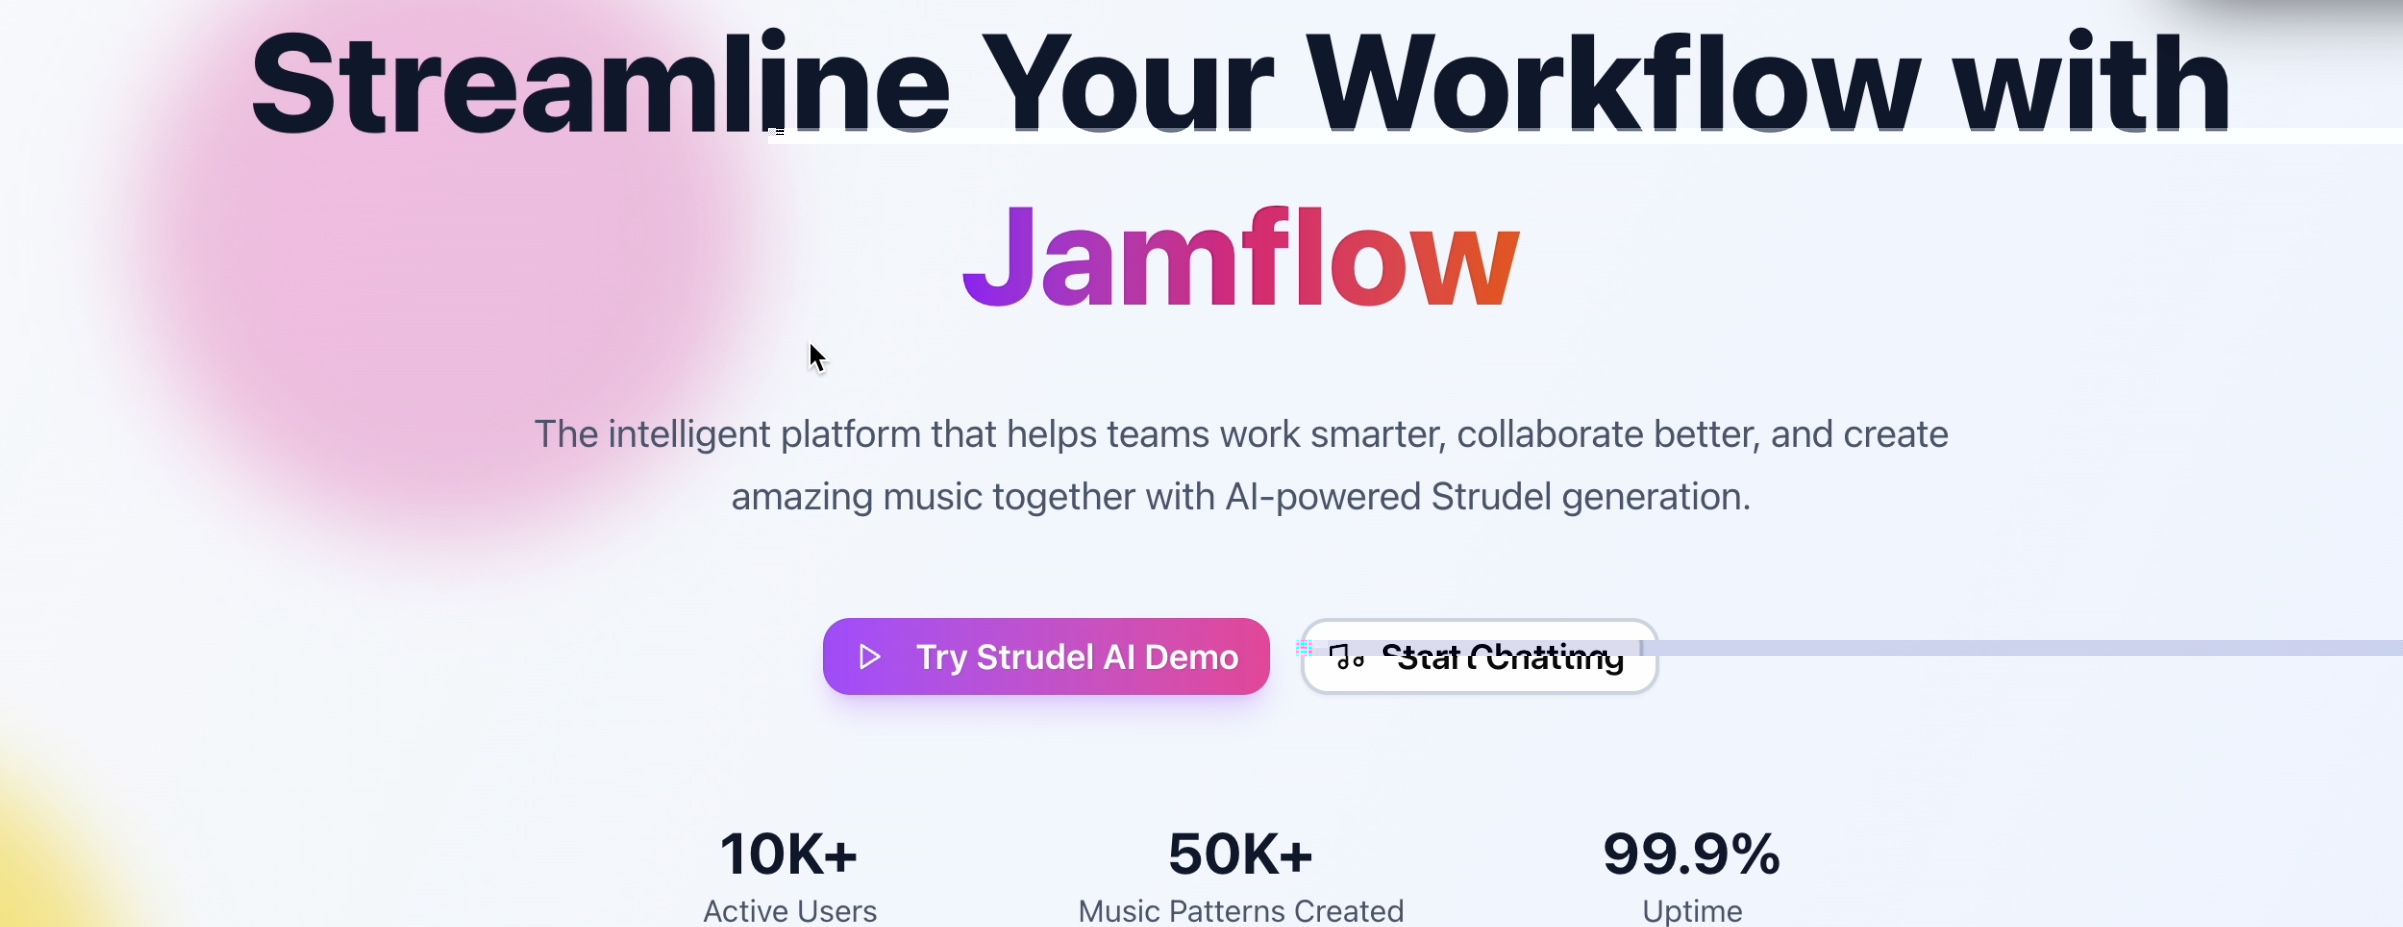 Streamline Your Workflow with
Jamflow
The intelligent platform that helps teams work smarter, collaborate better, and create
amazing music together with AI-powered Strudel generation.
Try Strudel AI Demo
Start Chatting
10K+
50K+
99.9%
Active Users
Music Patterns Created
Uptime